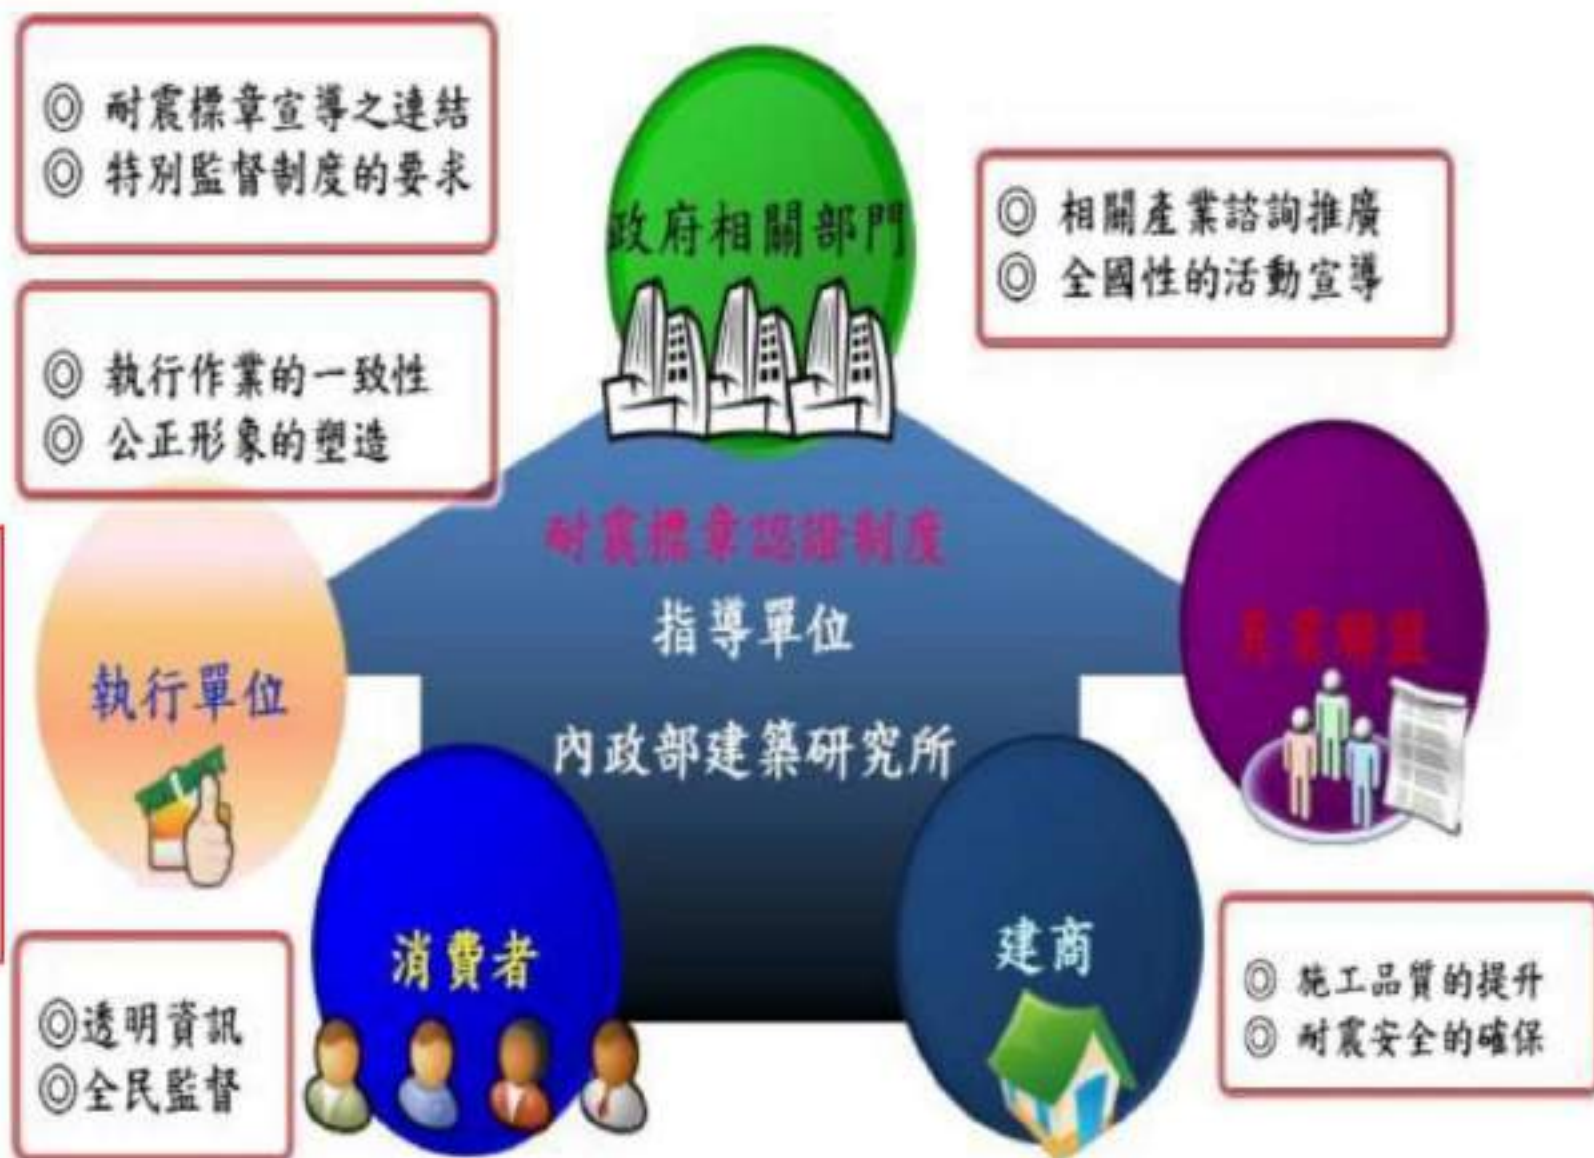 ◎ 耐震標章宣導之連結
◎ 特別監督制度的要求
政府相關部門
◎ 相關產業諮詢推廣
◎ 全國性的活動宣導
◎ 執行作業的一致性
◎ 公正形象的塑造
耐震標章認證制度
指導單位
內政部建築研究所
執行單位
消費者
建商
◎透明資訊
◎全民監督
◎ 施工品質的提升
◎ 耐震安全的確保